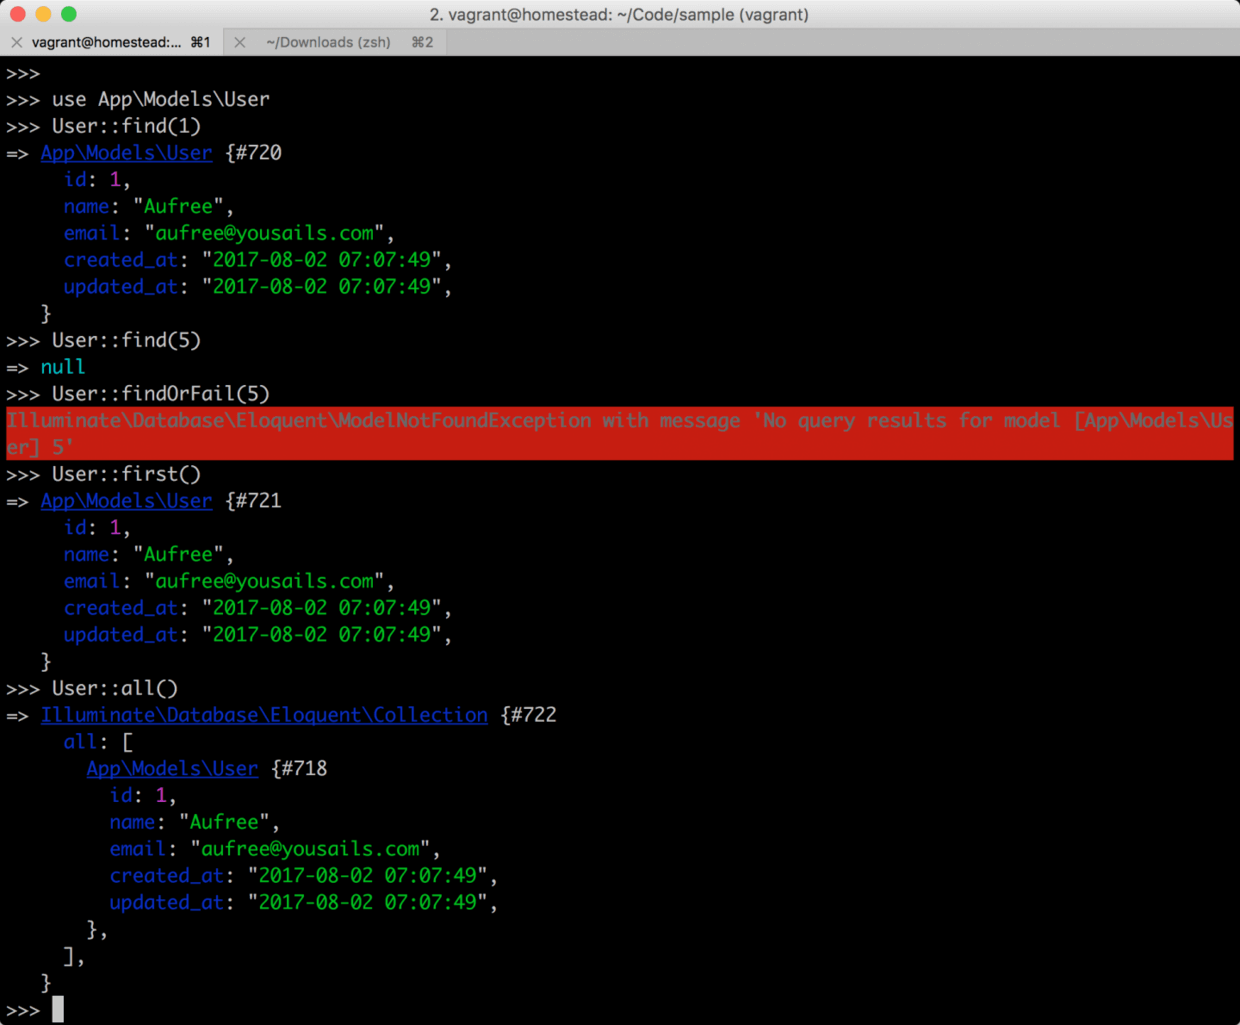 2. vagrant@homestead: ~/Code/sample (vagrant)
vagrant@homestead:... ⌘1 ~/Downloads (zsh) ⌘2
>>>
>>> use App\Models\User
>>> User::find(1)
=> App\Models\User {#720
     id: 1,
     name: "Aufree",
     email: "aufree@yousails.com",
     created_at: "2017-08-02 07:07:49",
     updated_at: "2017-08-02 07:07:49",
   }
>>> User::find(5)
=> null
>>> User::findOrFail(5)
Illuminate\Database\Eloquent\ModelNotFoundException with message 'No query results for model [App\Models\Us
er] 5'
>>> User::first()
=> App\Models\User {#721
     id: 1,
     name: "Aufree",
     email: "aufree@yousails.com",
     created_at: "2017-08-02 07:07:49",
     updated_at: "2017-08-02 07:07:49",
   }
>>> User::all()
=> Illuminate\Database\Eloquent\Collection {#722
     all: [
       App\Models\User {#718
         id: 1,
         name: "Aufree",
         email: "aufree@yousails.com",
         created_at: "2017-08-02 07:07:49",
         updated_at: "2017-08-02 07:07:49",
       },
     ],
   }
>>>